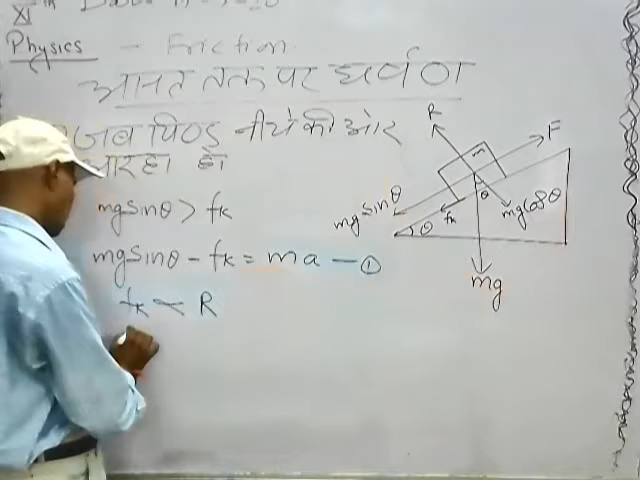 XI th
Physics - Friction
आनत तल पर घर्षण
जब पिण्ड नीचे की ओर
आ रहा हो
mgsinθ > fk
mgsinθ - fk = ma - ①
fk ∝ R
R
m
F
mgsinθ
fk
θ
θ
mgcosθ
mg